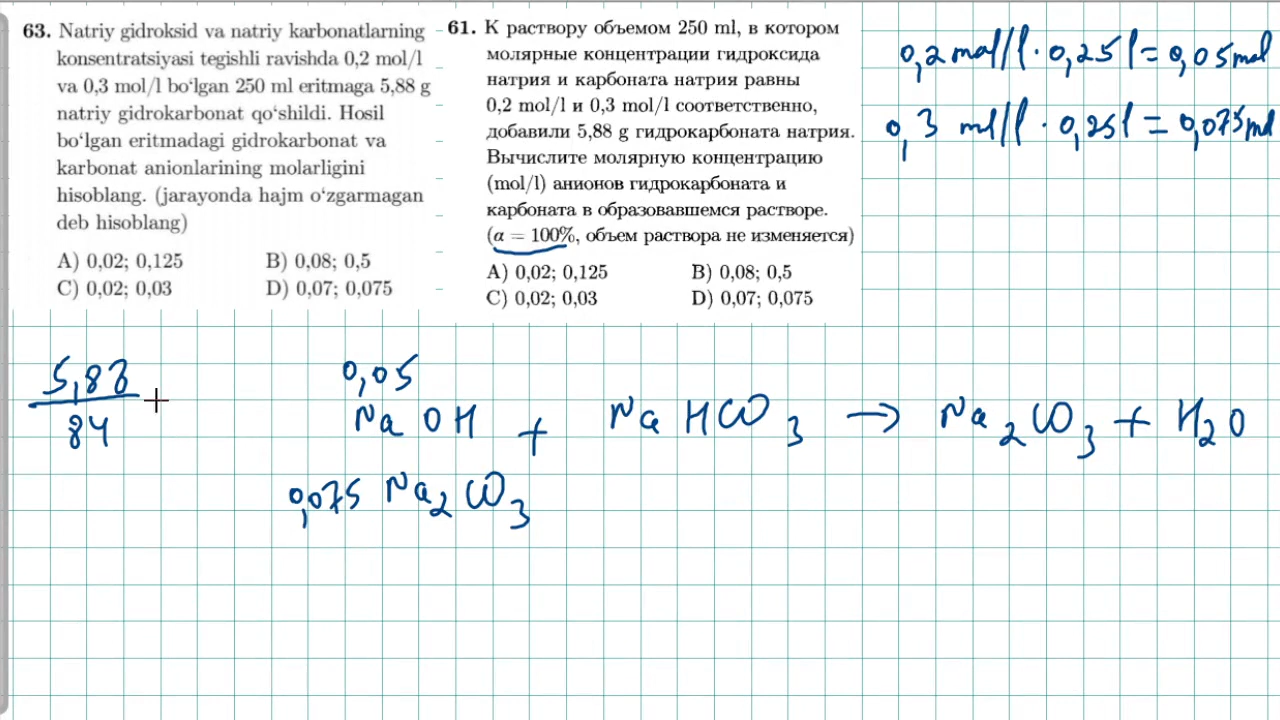 63. Natriy gidroksid va natriy karbonatlarning
konsentratsiyasi tegishli ravishda 0,2 mol/l
va 0,3 mol/l bo‘lgan 250 ml eritmaga 5,88 g
natriy gidrokarbonat qo‘shildi. Hosil
bo‘lgan eritmadagi gidrokarbonat va
karbonat anionlarining molarligini
hisoblang. (jarayonda hajm o‘zgarmagan
deb hisoblang)
A) 0,02; 0,125 B) 0,08; 0,5
C) 0,02; 0,03 D) 0,07; 0,075
61. К раствору объемом 250 ml, в котором
молярные концентрации гидроксида
натрия и карбоната натрия равны
0,2 mol/l и 0,3 mol/l соответственно,
добавили 5,88 g гидрокарбоната натрия.
Вычислите молярную концентрацию
(mol/l) анионов гидрокарбоната и
карбоната в образовавшемся растворе.
(α = 100%, объем раствора не изменяется)
A) 0,02; 0,125 B) 0,08; 0,5
C) 0,02; 0,03 D) 0,07; 0,075
0,2 mol/l · 0,25 l = 0,05 mol
0,3 ml/l · 0,25 l = 0,075 ml
5,88
84
0,05
NaOH + NaHCO3 → Na2CO3 + H2O
0,075 Na2CO3